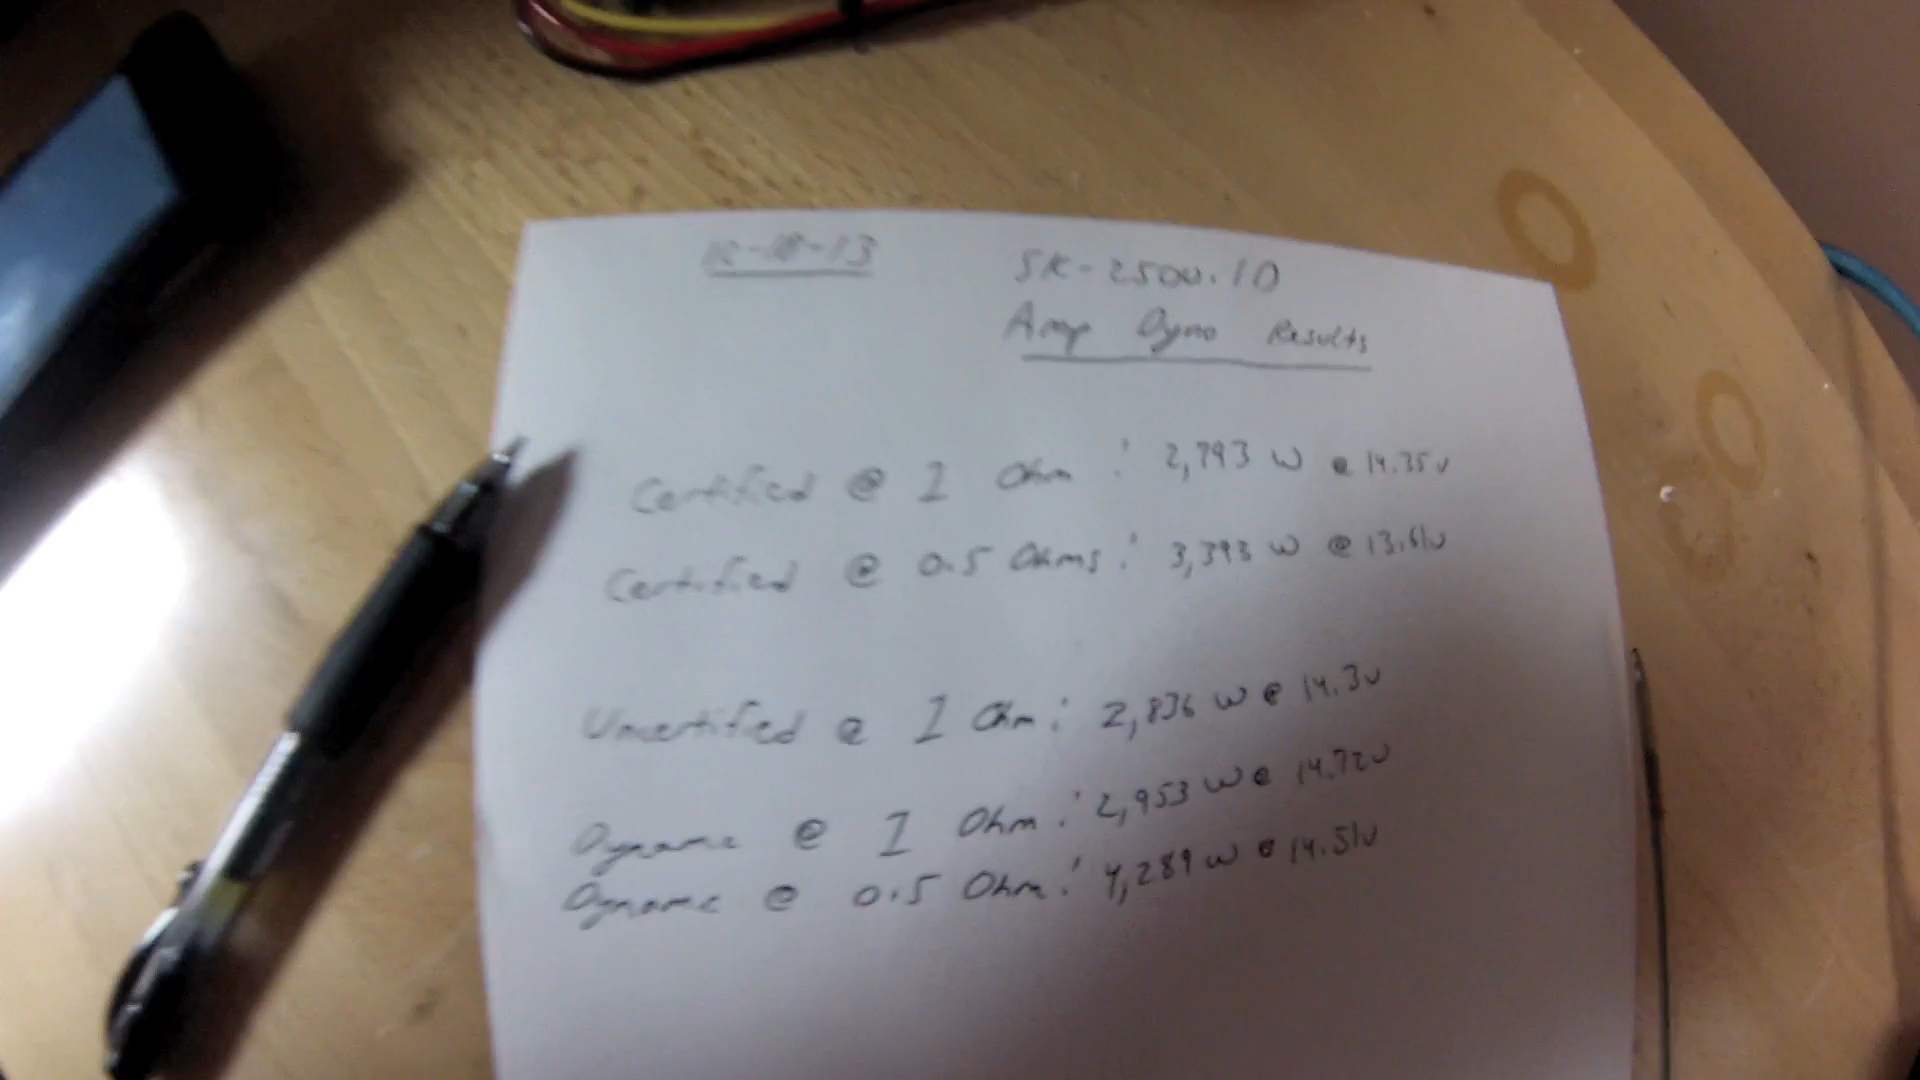 12-18-13
SK-2500.1D
Amp Dyno Results
Certified @ 1 Ohm : 2,793 W @ 14.35v
Certified @ 0.5 Ohms : 3,393 W @ 13.61v
Uncertified @ 1 Ohm : 2,836 W @ 14.3v
Dynamic @ 1 Ohm : 2,953 W @ 14.72v
Dynamic @ 0.5 Ohm : 4,289 W @ 14.51v